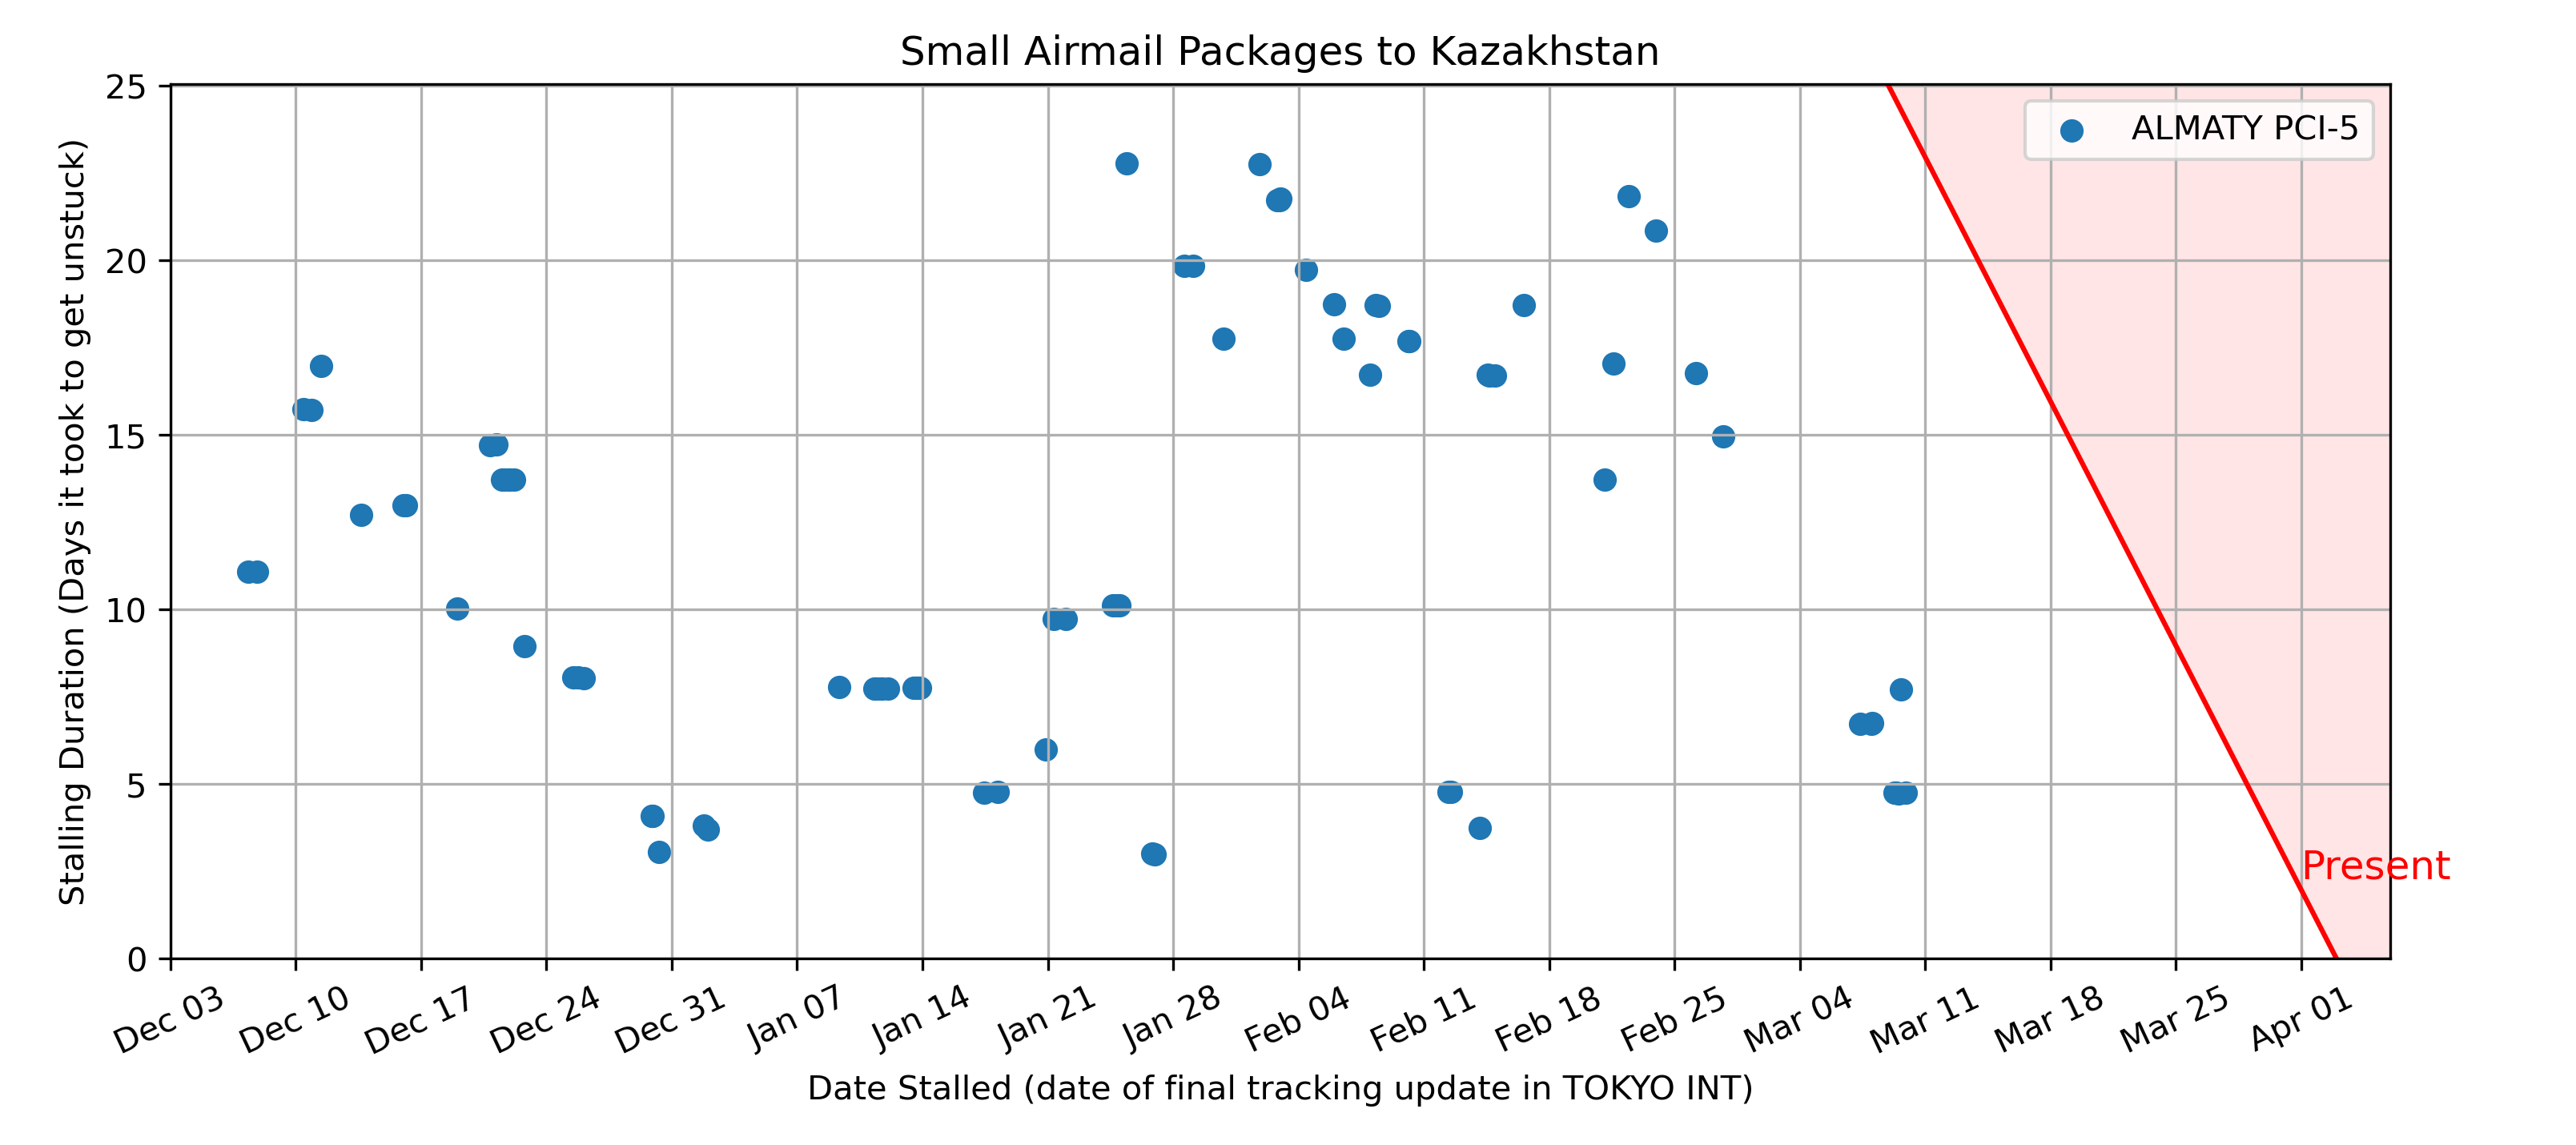 Small Airmail Packages to Kazakhstan
Stalling Duration (Days it took to get unstuck)
25
20
15
10
5
0
ALMATY PCI-5
Present
Dec 03
Dec 10
Dec 17
Dec 24
Dec 31
Jan 07
Jan 14
Jan 21
Jan 28
Feb 04
Feb 11
Feb 18
Feb 25
Mar 04
Mar 11
Mar 18
Mar 25
Apr 01
Date Stalled (date of final tracking update in TOKYO INT)